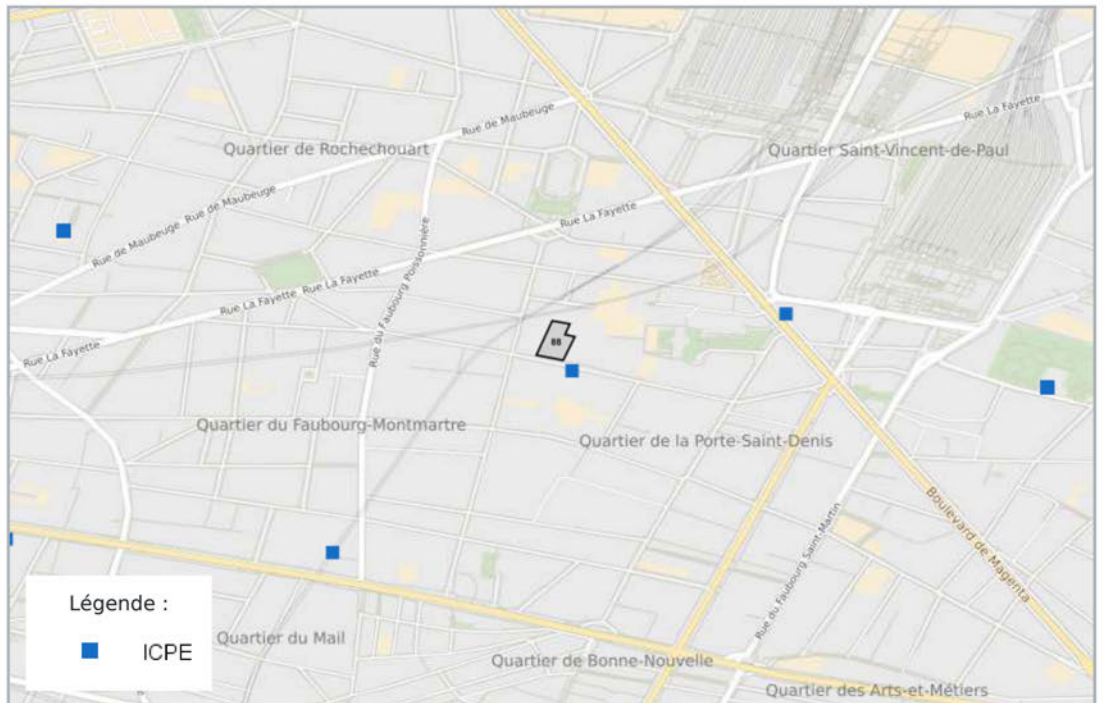 Rue La Fayette
Rue de Maubeuge
Quartier de Rochechouart
Quartier Saint-Vincent-de-Paul
Rue de Maubeuge Rue de Maubeuge
Rue La Fayette
Rue La Fayette Rue La Fayette
Rue du Faubourg Poissonnière
Rue La Fayette
88
Quartier du Faubourg-Montmartre
Quartier de la Porte-Saint-Denis
Boulevard de Magenta
Rue du Faubourg Saint-Martin
Légende :
ICPE
Quartier du Mail
Quartier de Bonne-Nouvelle
Quartier des Arts-et-Métiers